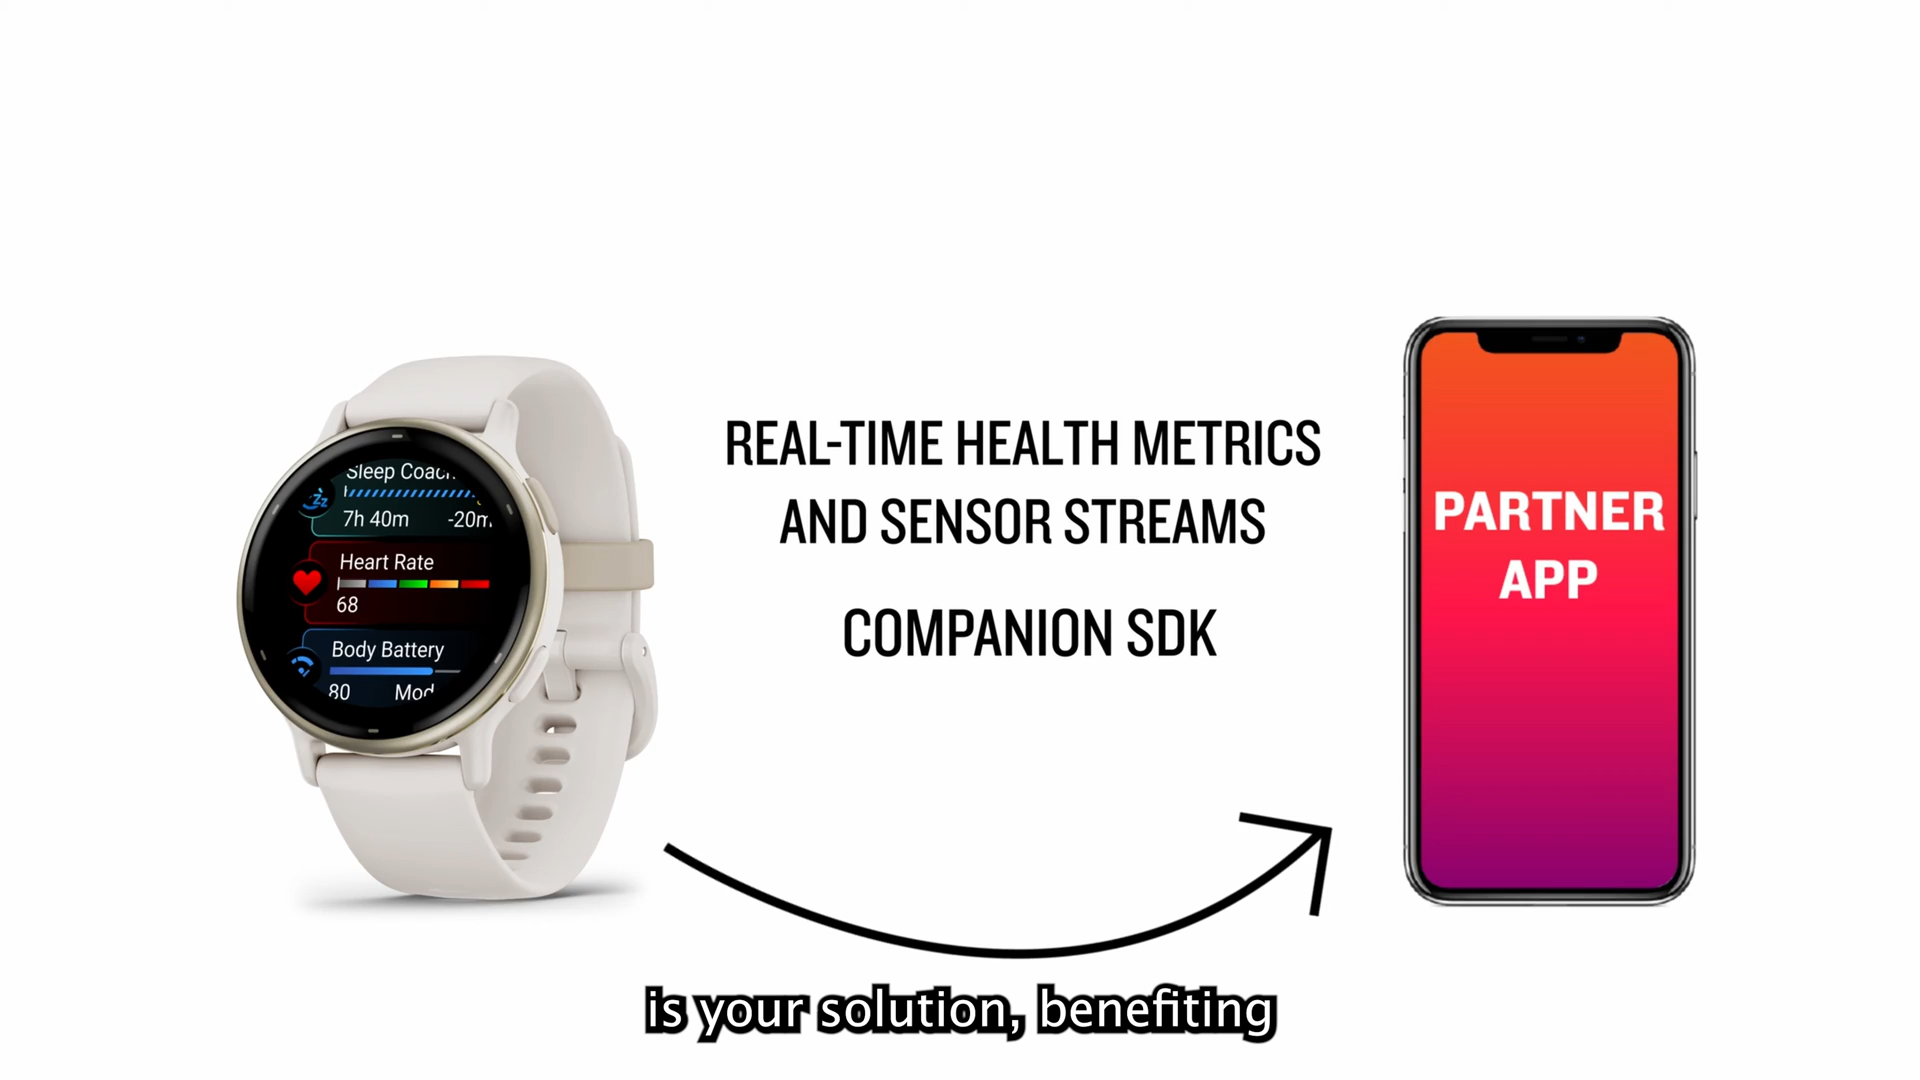 Sleep Coac
7h 40m -20m
Heart Rate
68
Body Battery
80 Mod
REAL-TIME HEALTH METRICS
AND SENSOR STREAMS
COMPANION SDK
PARTNER
APP
is your solution, benefiting